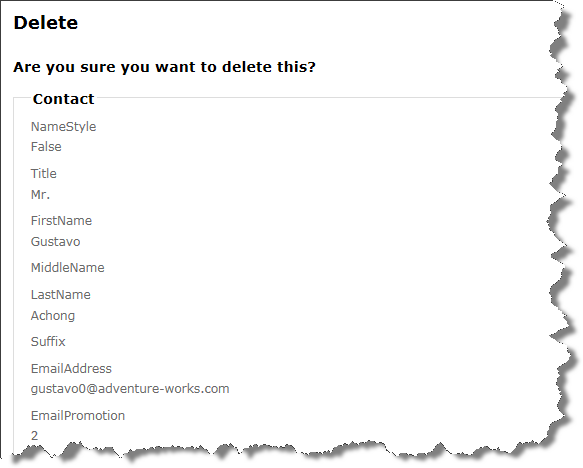 Delete
Are you sure you want to delete this?
Contact
NameStyle
False
Title
Mr.
FirstName
Gustavo
MiddleName
LastName
Achong
Suffix
EmailAddress
gustavo0@adventure-works.com
EmailPromotion
2